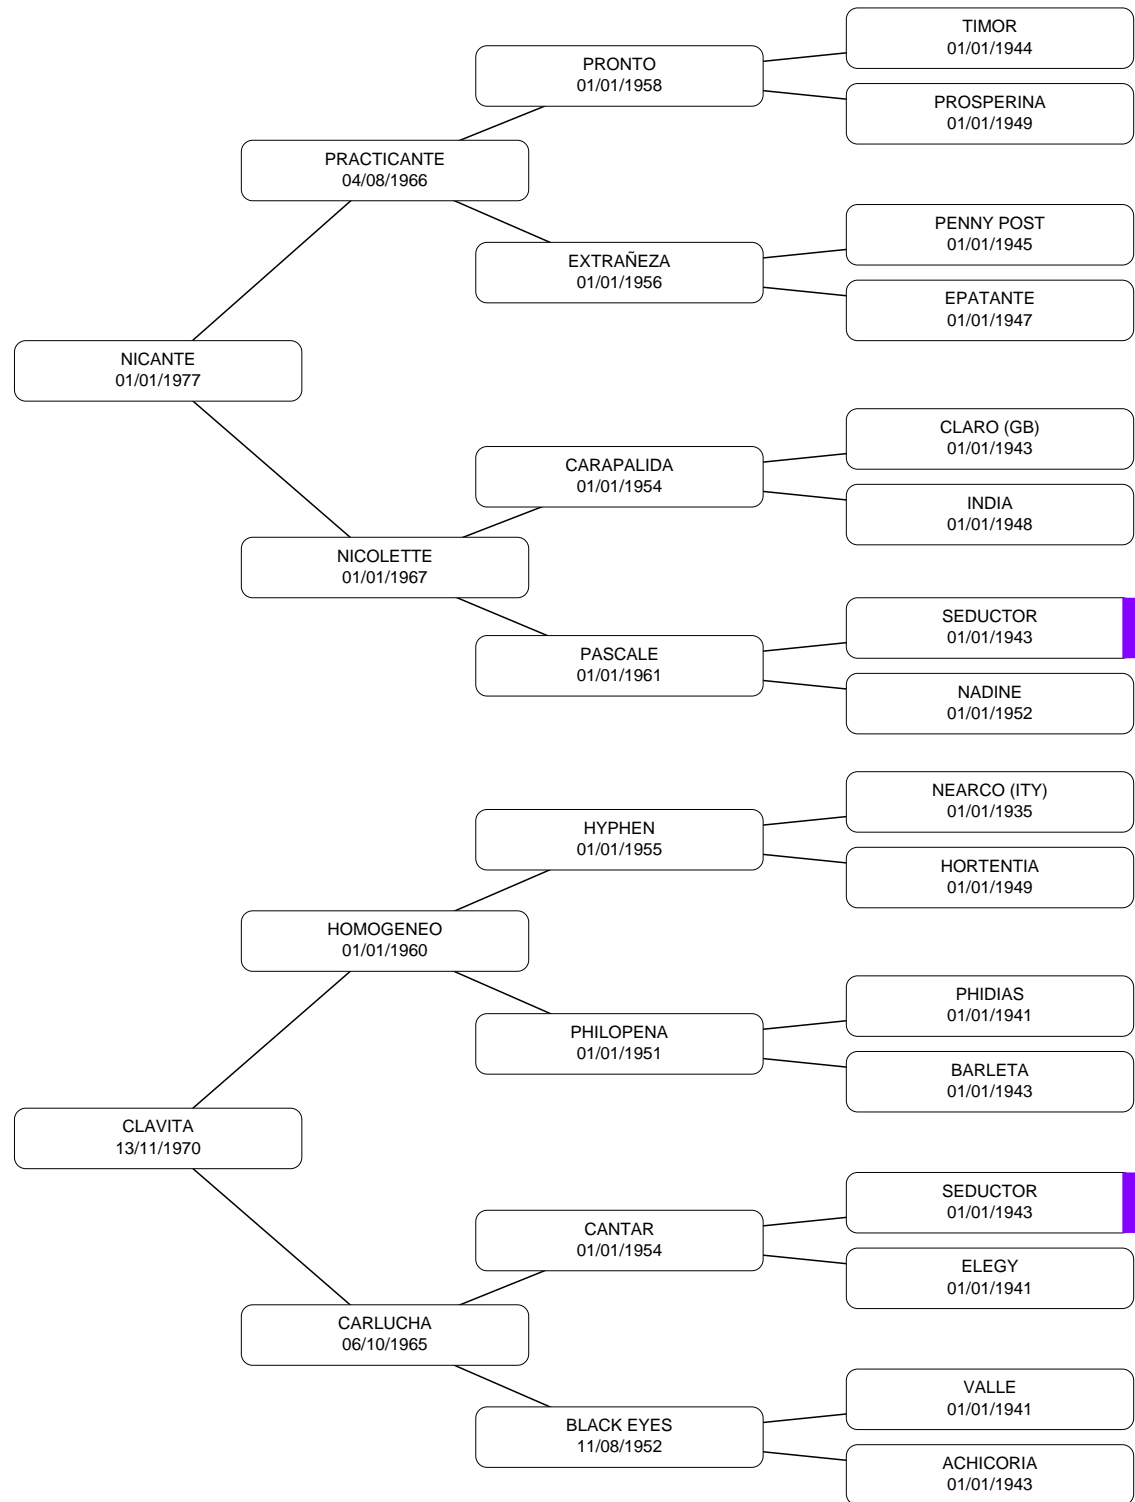 TIMOR
01/01/1944
PRONTO
01/01/1958
PROSPERINA
01/01/1949
PRACTICANTE
04/08/1966
PENNY POST
01/01/1945
EXTRAÑEZA
01/01/1956
EPATANTE
01/01/1947
NICANTE
01/01/1977
CLARO (GB)
01/01/1943
CARAPALIDA
01/01/1954
INDIA
01/01/1948
NICOLETTE
01/01/1967
SEDUCTOR
01/01/1943
PASCALE
01/01/1961
NADINE
01/01/1952
NEARCO (ITY)
01/01/1935
HYPHEN
01/01/1955
HORTENTIA
01/01/1949
HOMOGENEO
01/01/1960
PHIDIAS
01/01/1941
PHILOPENA
01/01/1951
BARLETA
01/01/1943
CLAVITA
13/11/1970
SEDUCTOR
01/01/1943
CANTAR
01/01/1954
ELEGY
01/01/1941
CARLUCHA
06/10/1965
VALLE
01/01/1941
BLACK EYES
11/08/1952
ACHICORIA
01/01/1943